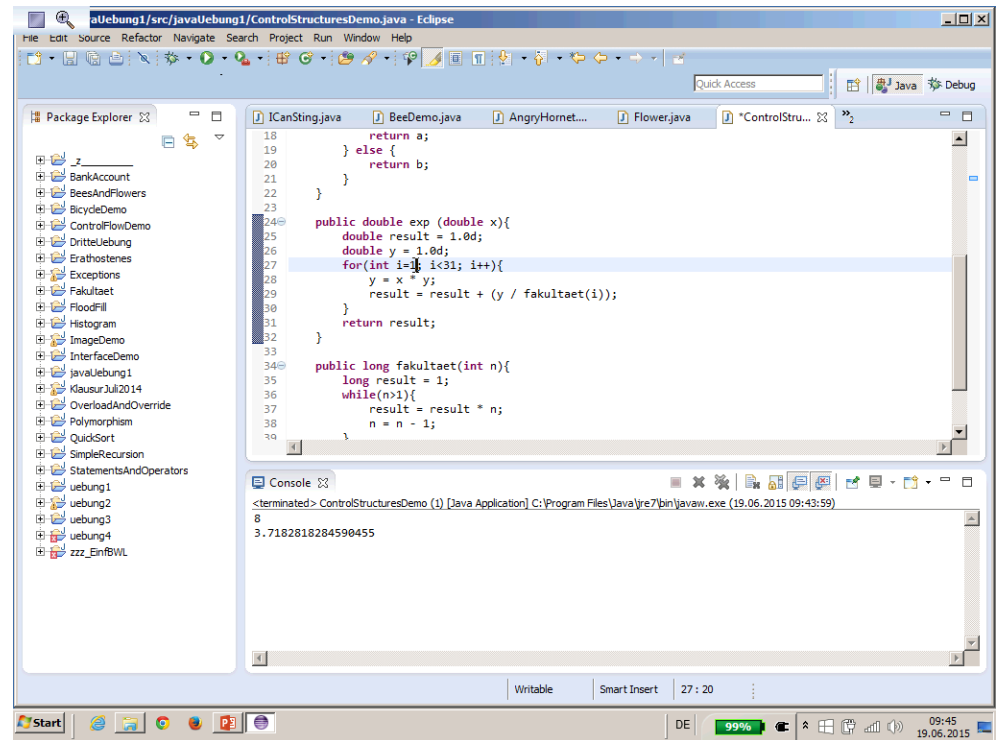 aUebung1/src/javaUebung1/ControlStructuresDemo.java - Eclipse
File Edit Source Refactor Navigate Search Project Run Window Help
Quick Access
Java
Debug
Package Explorer
_z_________
BankAccount
BeesAndFlowers
BicycleDemo
ControlFlowDemo
DritteUebung
Erathostenes
Exceptions
Fakultaet
FloodFill
Histogram
ImageDemo
InterfaceDemo
javaUebung1
KlausurJuli2014
OverloadAndOverride
Polymorphism
QuickSort
SimpleRecursion
StatementsAndOperators
uebung1
uebung2
uebung3
uebung4
zzz_EinfBWL
ICanSting.java BeeDemo.java AngryHornet.... Flower.java *ControlStru... »2
18 return a;
19 } else {
20 return b;
21 }
22 }
23
24 public double exp (double x){
25 double result = 1.0d;
26 double y = 1.0d;
27 for(int i=1; i<31; i++){
28 y = x * y;
29 result = result + (y / fakultaet(i));
30 }
31 return result;
32 }
33
34 public long fakultaet(int n){
35 long result = 1;
36 while(n>1){
37 result = result * n;
38 n = n - 1;
39 }
Console
<terminated> ControlStructuresDemo (1) [Java Application] C:\Program Files\Java\jre7\bin\javaw.exe (19.06.2015 09:43:59)
8
3.7182818284590455
Writable Smart Insert 27 : 20
Start
DE
99%
09:45
19.06.2015